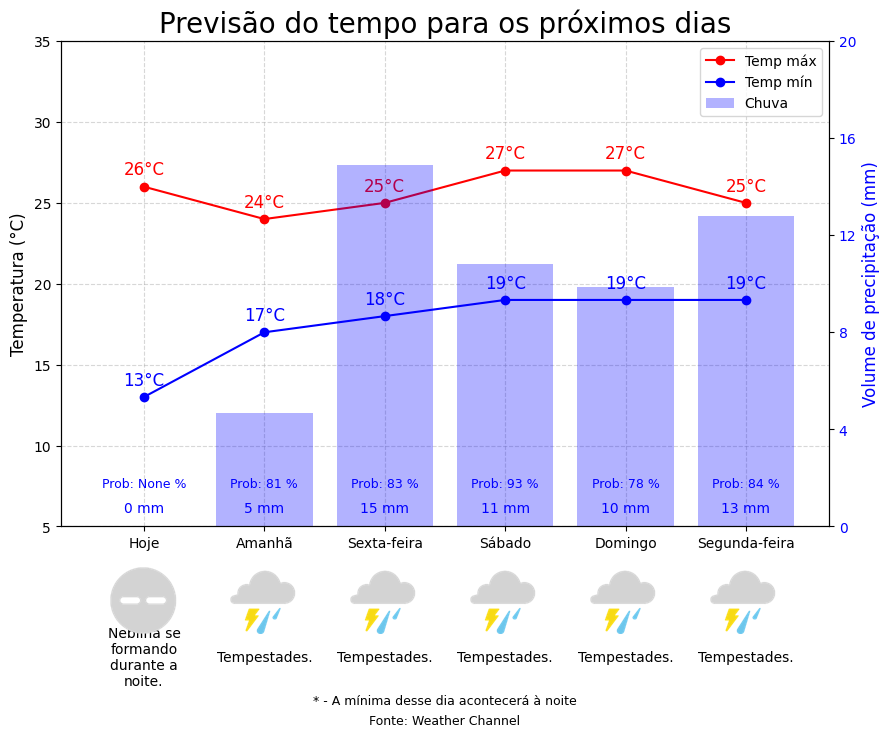 Previsão do tempo para os próximos dias
35
30
25
20
15
10
5
Temperatura (°C)
20
16
12
8
4
0
Volume de precipitação (mm)
Temp máx
Temp mín
Chuva
26°C
24°C
25°C
27°C
27°C
25°C
13°C
17°C
18°C
19°C
19°C
19°C
Prob: None %
Prob: 81 %
Prob: 83 %
Prob: 93 %
Prob: 78 %
Prob: 84 %
0 mm
5 mm
15 mm
11 mm
10 mm
13 mm
Hoje
Amanhã
Sexta-feira
Sábado
Domingo
Segunda-feira
Neblina se
formando
durante a
noite.
Tempestades.
Tempestades.
Tempestades.
Tempestades.
Tempestades.
* - A mínima desse dia acontecerá à noite
Fonte: Weather Channel